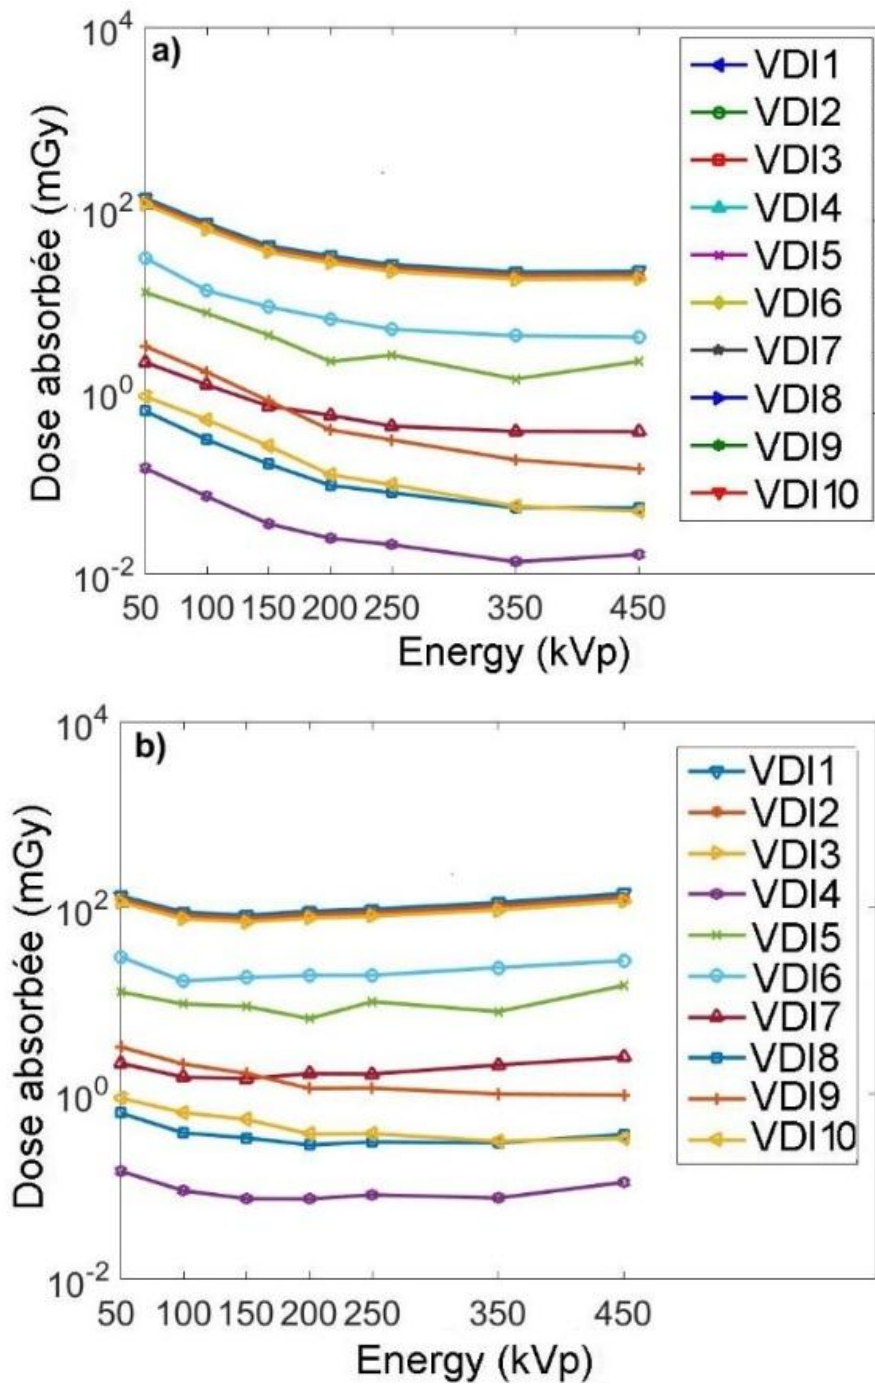 a)
10^4
10^2
10^0
10^-2
Dose absorbée (mGy)
50 100 150 200 250 350 450
Energy (kVp)
VDI1
VDI2
VDI3
VDI4
VDI5
VDI6
VDI7
VDI8
VDI9
VDI10
b)
10^4
10^2
10^0
10^-2
Dose absorbée (mGy)
50 100 150 200 250 350 450
Energy (kVp)
VDI1
VDI2
VDI3
VDI4
VDI5
VDI6
VDI7
VDI8
VDI9
VDI10